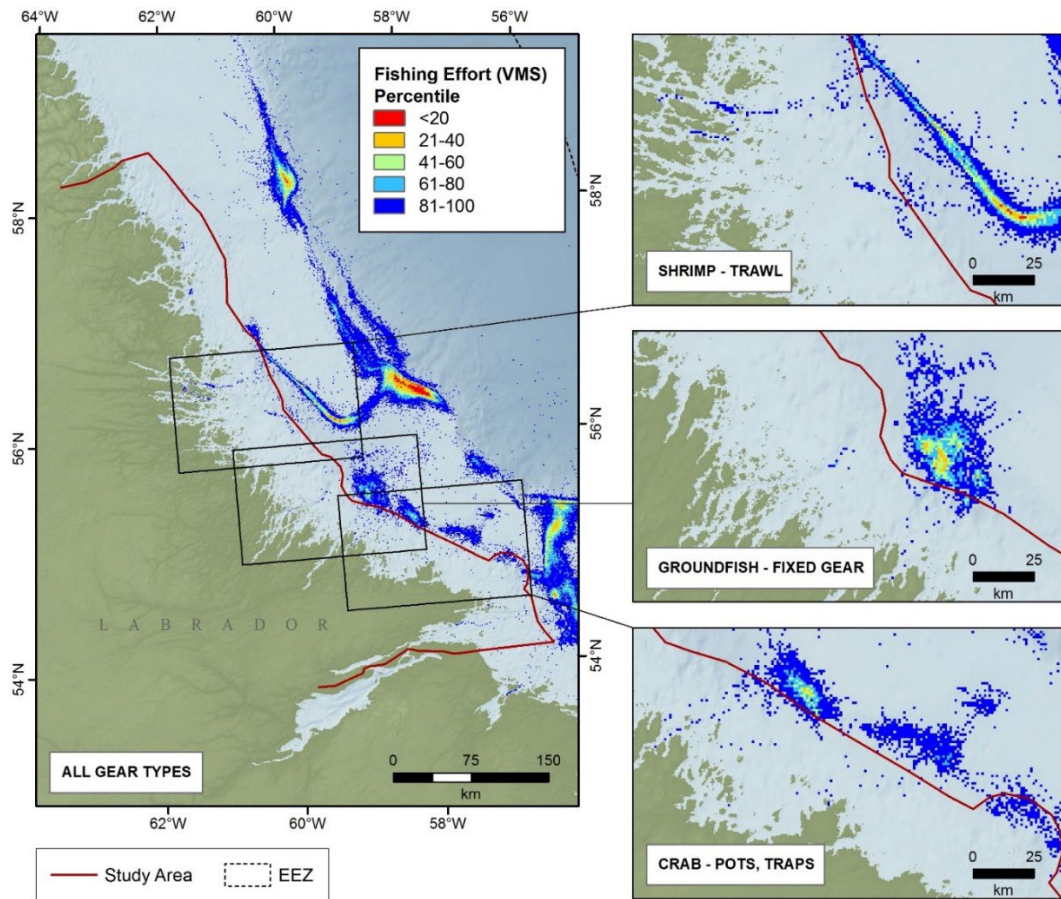 64°W 62°W 60°W 58°W 56°W
Fishing Effort (VMS)
Percentile
<20
21-40
41-60
61-80
81-100
58°N
58°N
56°N
56°N
54°N
54°N
LABRADOR
ALL GEAR TYPES
0 75 150
km
62°W 60°W 58°W
Study Area EEZ
0 25
km
SHRIMP - TRAWL
GROUNDFISH - FIXED GEAR
0 25
km
CRAB - POTS, TRAPS
0 25
km